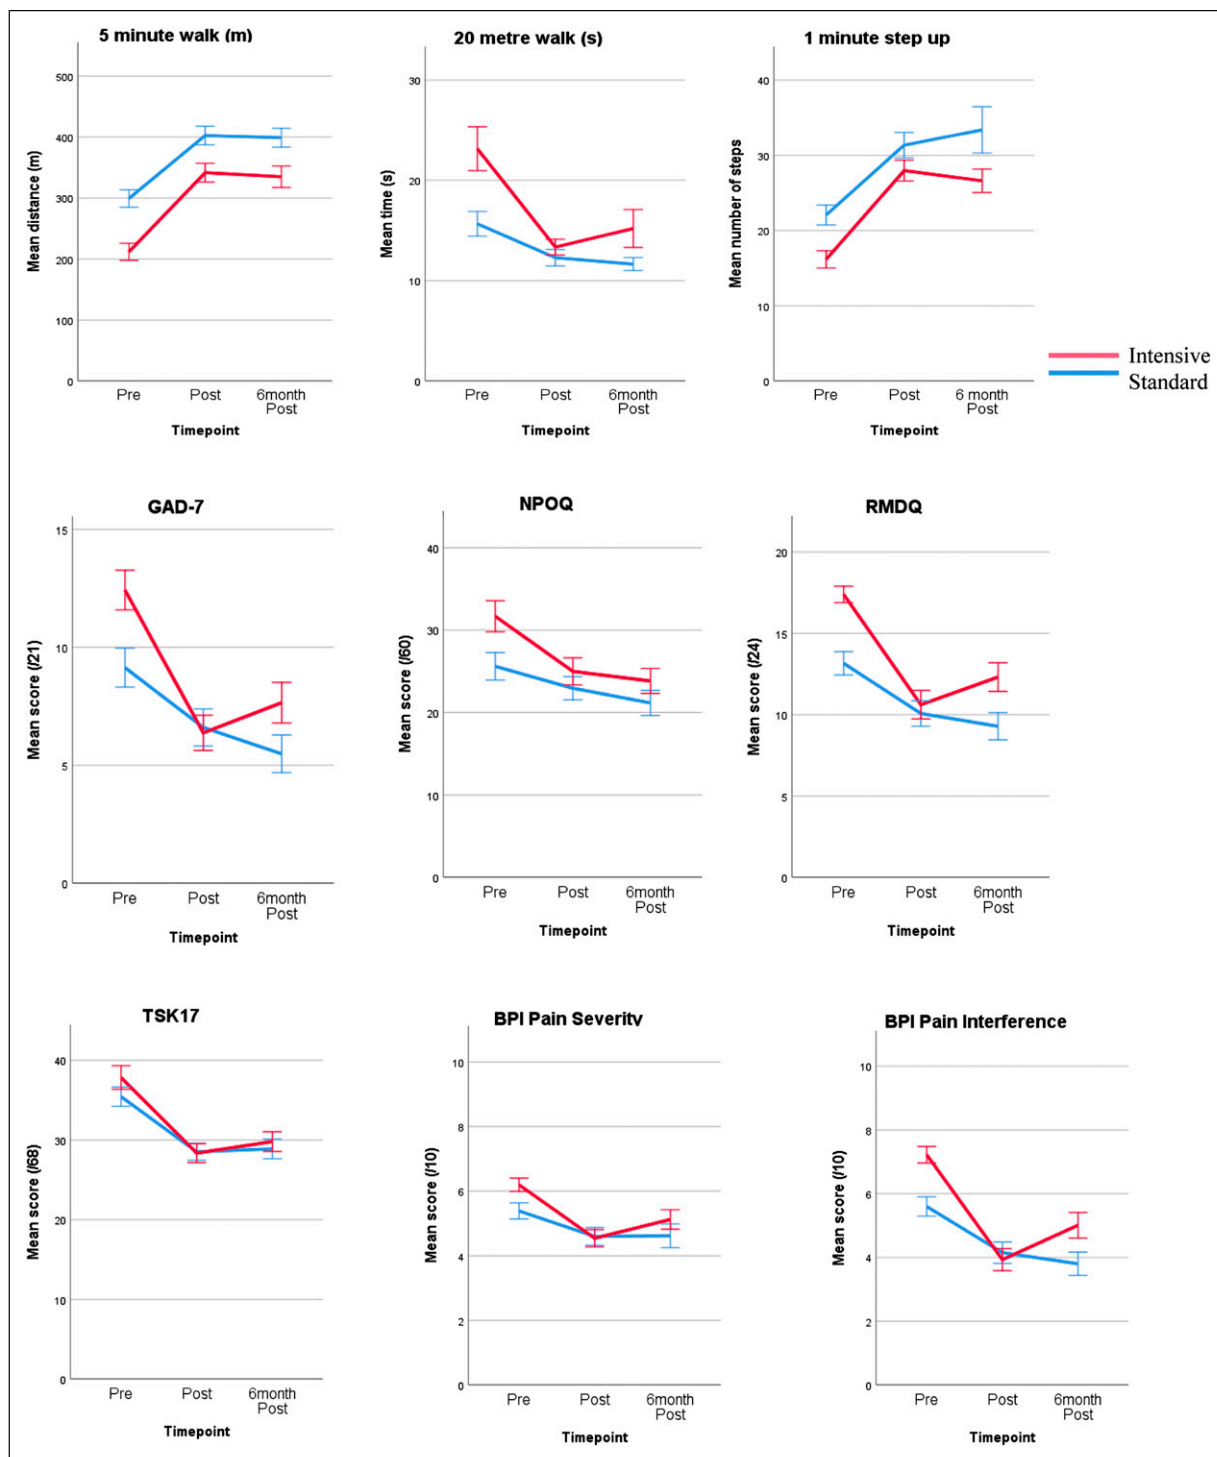 5 minute walk (m)
500
400
300
200
100
0
Mean distance (m)
Pre
Post
6month
Post
Timepoint
20 metre walk (s)
30
20
10
0
Mean time (s)
Pre
Post
6month
Post
Timepoint
1 minute step up
40
30
20
10
0
Mean number of steps
Pre
Post
6 month
Post
Timepoint
Intensive
Standard
GAD-7
15
10
5
0
Mean score (/21)
Pre
Post
6month
Post
Timepoint
NPOQ
40
30
20
10
0
Mean score (/60)
Pre
Post
6month
Post
Timepoint
RMDQ
20
15
10
5
0
Mean score (/24)
Pre
Post
6month
Post
Timepoint
TSK17
40
30
20
10
0
Mean score (/68)
Pre
Post
6month
Post
Timepoint
BPI Pain Severity
10
8
6
4
2
0
Mean score (/10)
Pre
Post
6month
Post
Timepoint
BPI Pain Interference
10
8
6
4
2
0
Mean score (/10)
Pre
Post
6month
Post
Timepoint